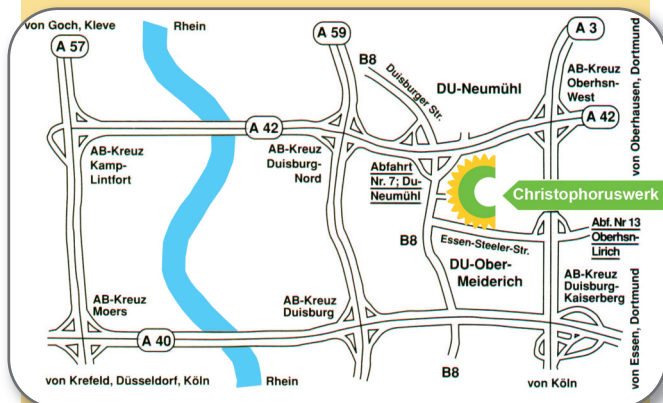 von Goch, Kleve
Rhein
A 57
A 59
A 3
B8
Duisburger Str.
DU-Neumühl
AB-Kreuz
Oberhsn-
West
A 42
A 42
von Oberhausen, Dortmund
AB-Kreuz
Kamp-
Lintfort
AB-Kreuz
Duisburg-
Nord
Abfahrt
Nr. 7; Du-
Neumühl
Christophoruswerk
Abf. Nr 13
Oberhsn-
Lirich
Essen-Steeler-Str.
B8
DU-Ober-
Meiderich
AB-Kreuz
Duisburg-
Kaiserberg
AB-Kreuz
Moers
AB-Kreuz
Duisburg
A 40
von Essen, Dortmund
von Krefeld, Düsseldorf, Köln
Rhein
B8
von Köln